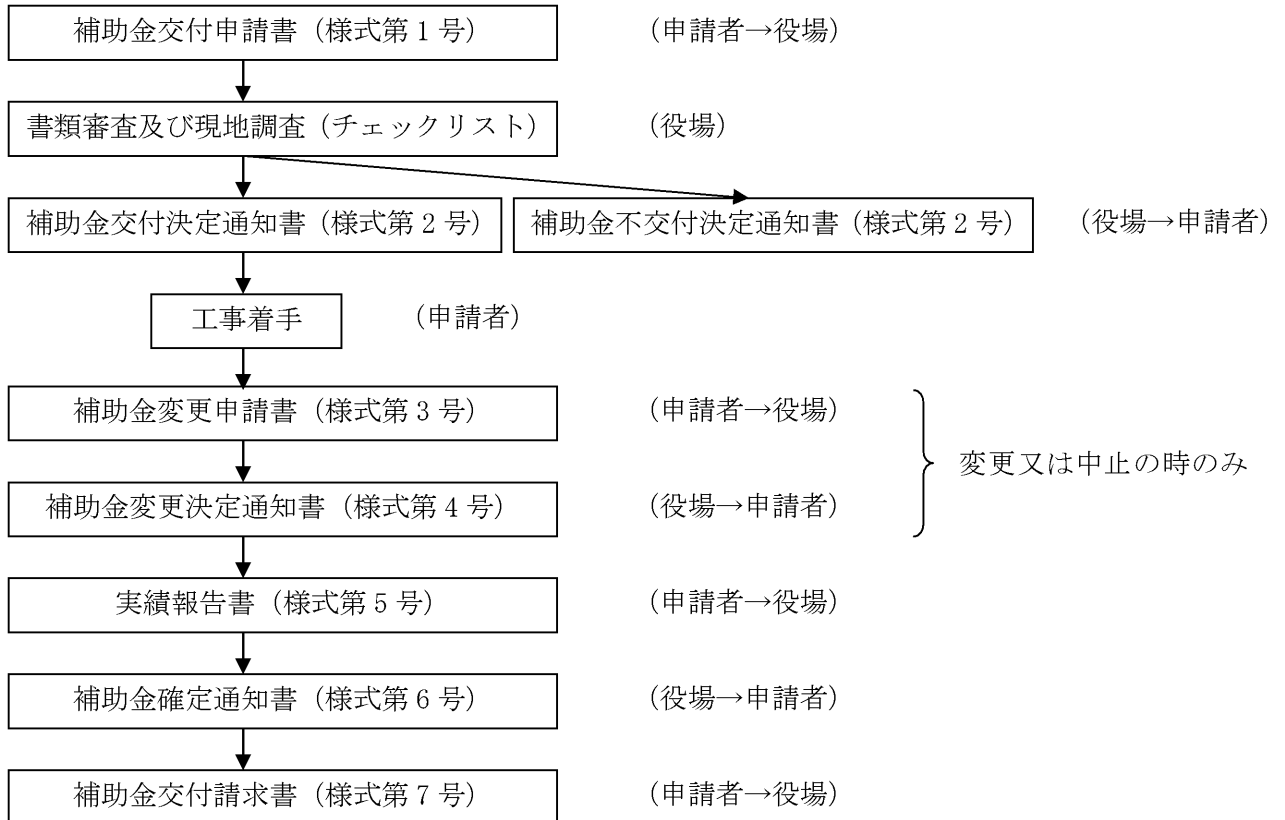 補助金交付申請書（様式第１号） （申請者→役場）
書類審査及び現地調査（チェックリスト） （役場）
補助金交付決定通知書（様式第２号） 補助金不交付決定通知書（様式第２号） （役場→申請者）
工事着手 （申請者）
補助金変更申請書（様式第３号） （申請者→役場）
変更又は中止の時のみ
補助金変更決定通知書（様式第４号） （役場→申請者）
実績報告書（様式第５号） （申請者→役場）
補助金確定通知書（様式第６号） （役場→申請者）
補助金交付請求書（様式第７号） （申請者→役場）